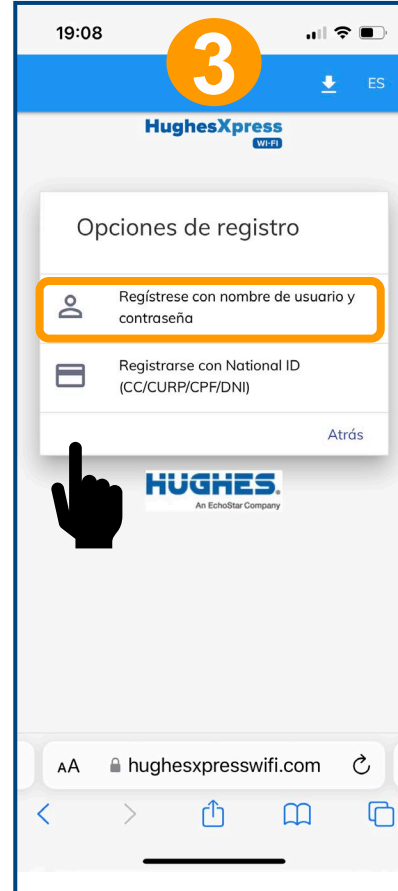 19:08
3
ES
HughesXpress
WI-FI
Opciones de registro
Regístrese con nombre de usuario y
contraseña
Registrarse con National ID
(CC/CURP/CPF/DNI)
Atrás
HUGHES.
An EchoStar Company
AA hughesxpresswifi.com